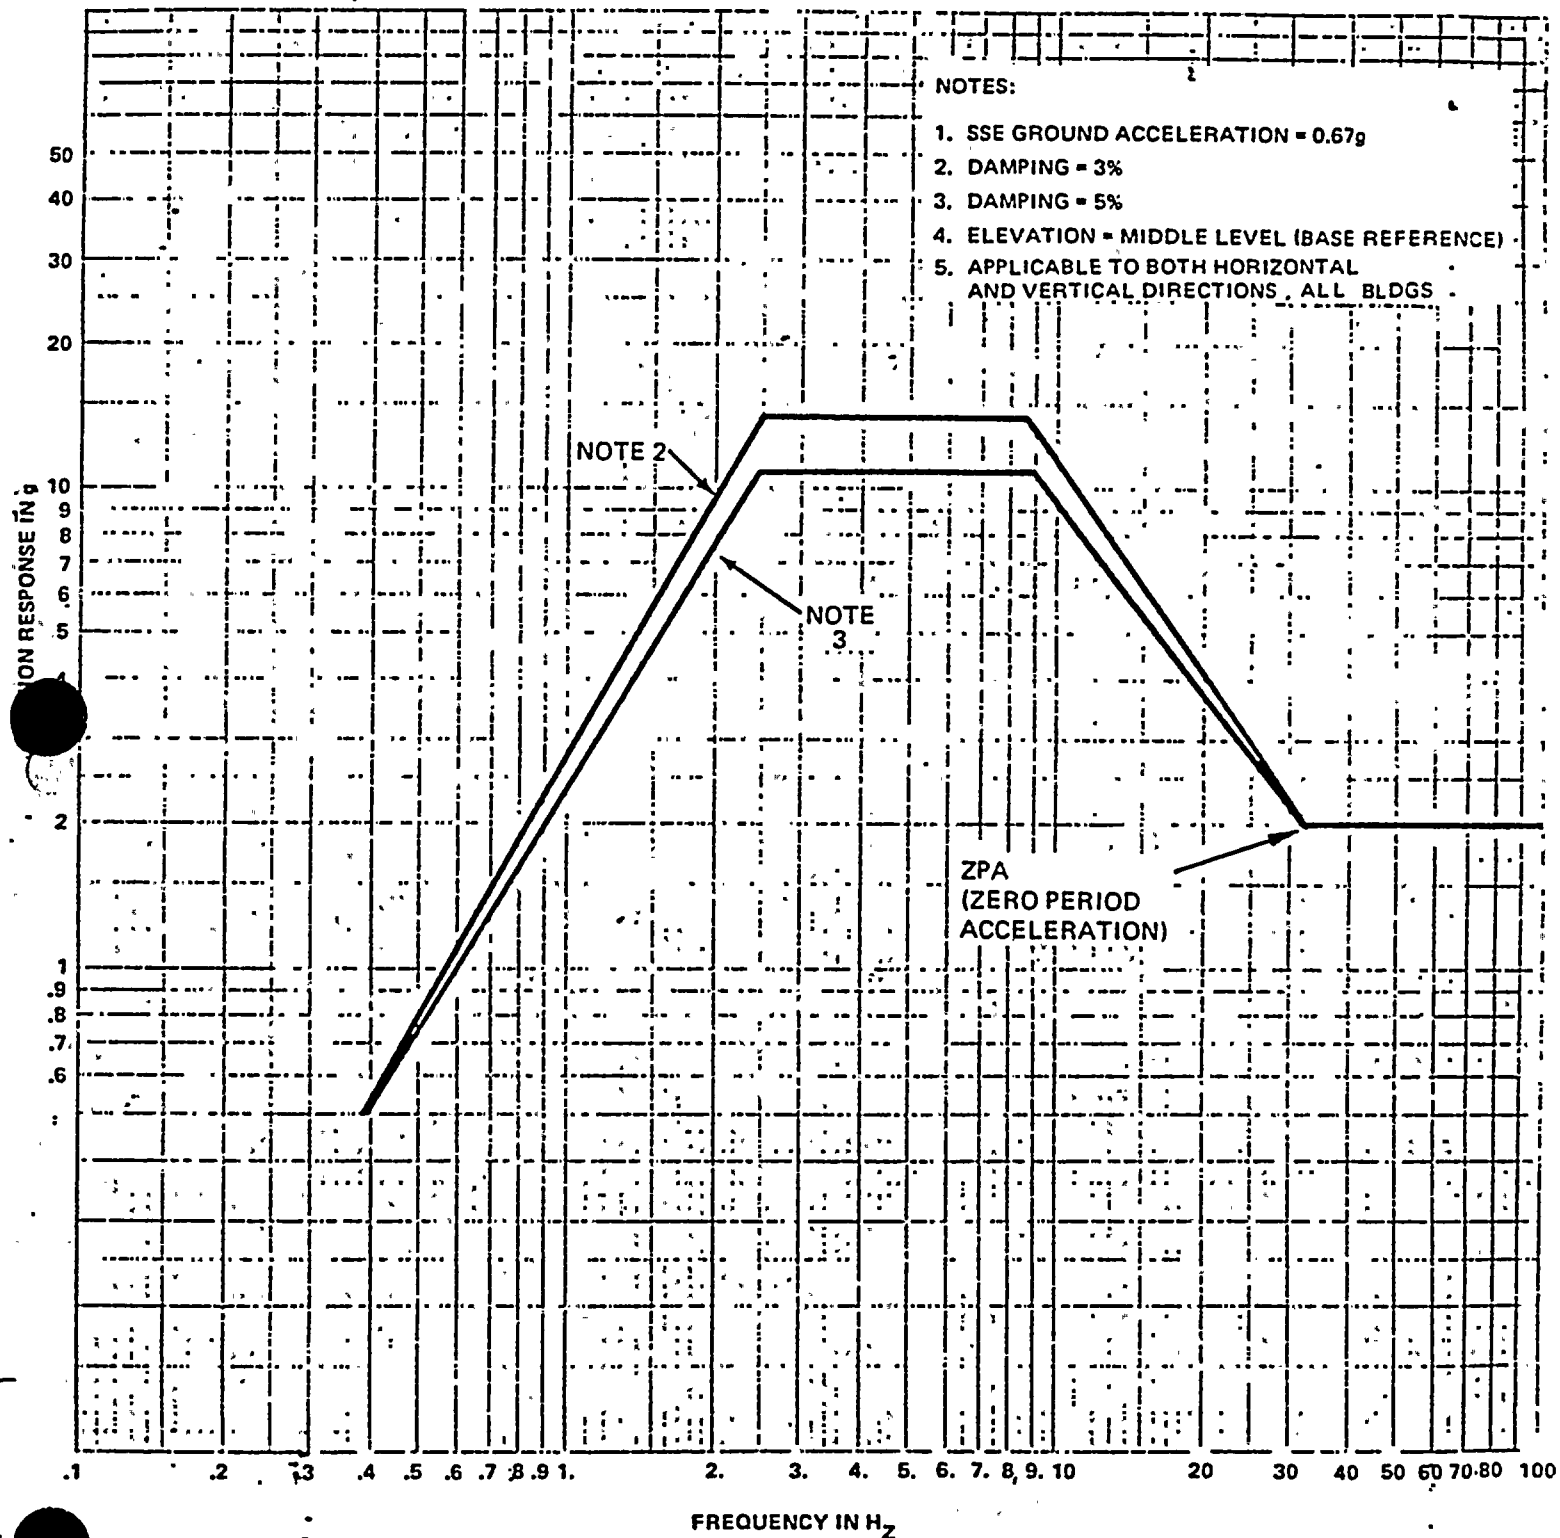 NOTES:
1. SSE GROUND ACCELERATION = 0.67g
2. DAMPING = 3%
3. DAMPING = 5%
4. ELEVATION = MIDDLE LEVEL (BASE REFERENCE)
5. APPLICABLE TO BOTH HORIZONTAL
AND VERTICAL DIRECTIONS, ALL BLDGS
50
40
30
20
10
9
8
7
6
5
4
2
1
.9
.8
.7
.6
RESPONSE IN g
NOTE 2
NOTE
3
ZPA
(ZERO PERIOD
ACCELERATION)
.1 .2 .3 .4 .5 .6 .7 .8 .9 1. 2. 3. 4. 5. 6. 7. 8. 9. 10 20 30 40 50 60 70 80 100
FREQUENCY IN HZ